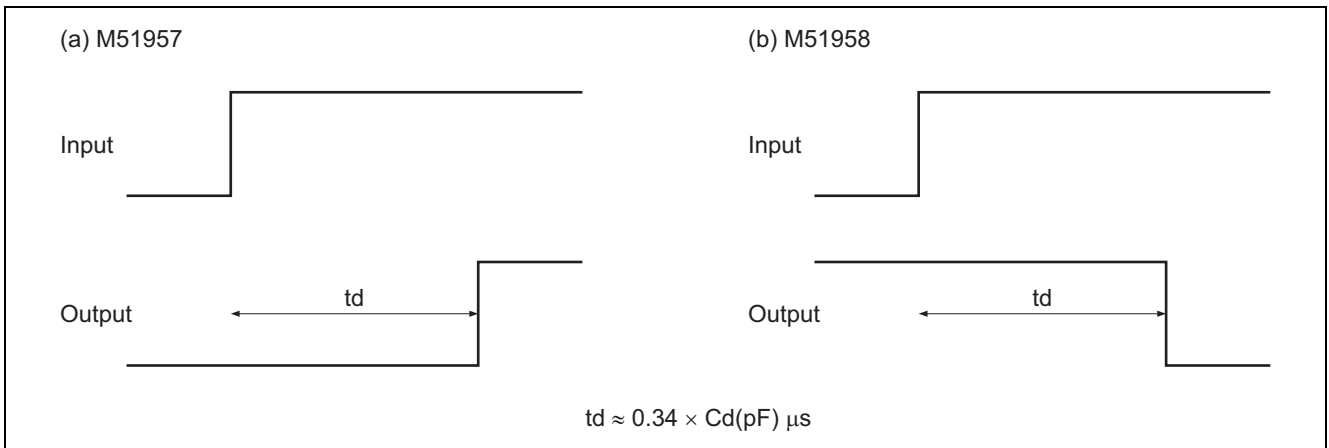 (a) M51957
Input
td
Output
(b) M51958
Input
td
Output
td ≈ 0.34 × Cd(pF) μs